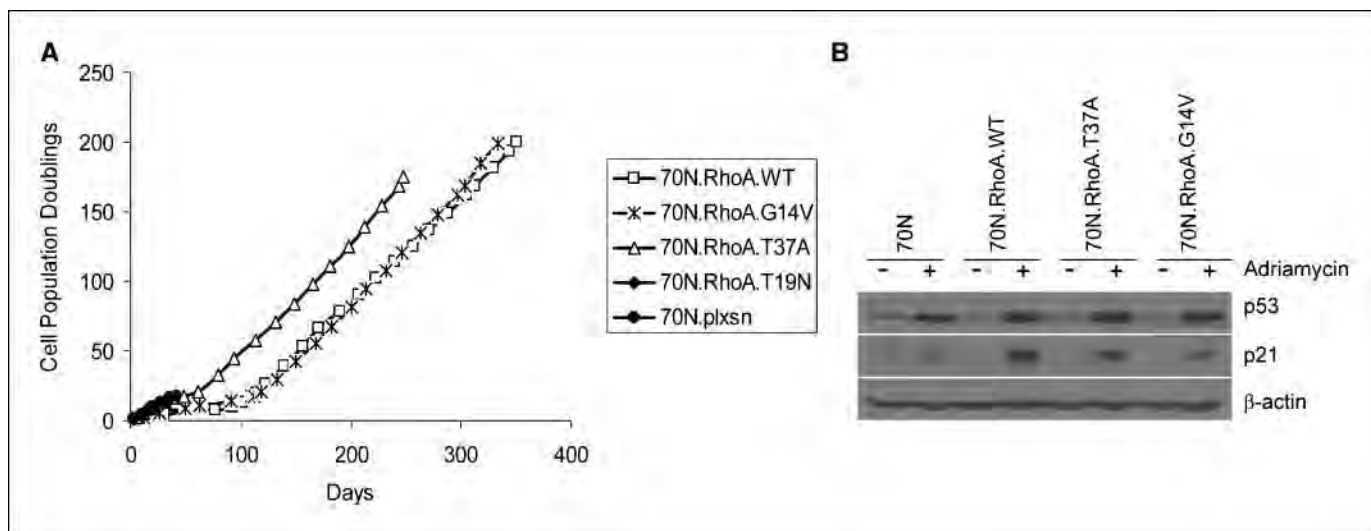 A
250
200
150
100
50
0
0
100
200
300
400
Cell Population Doublings
Days
70N.RhoA.WT
70N.RhoA.G14V
70N.RhoA.T37A
70N.RhoA.T19N
70N.plxsn
B
70N
70N.RhoA.WT
70N.RhoA.T37A
70N.RhoA.G14V
- + - + - + - + Adriamycin
p53
p21
β-actin